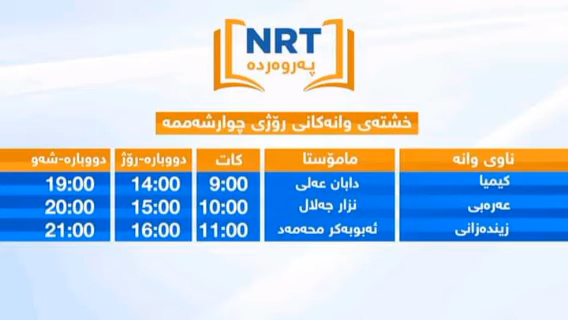 NRT
پەروەردە
خشتەی وانەکانی رۆژی چوارشەممە
ناوی وانە مامۆستا کات دووبارە-رۆژ دووبارە-شەو
کیمیا دابان عەلی 9:00 14:00 19:00
عەرەبی نزار جەلال 10:00 15:00 20:00
زیندەزانی ئەبوبەکر محەمەد 11:00 16:00 21:00